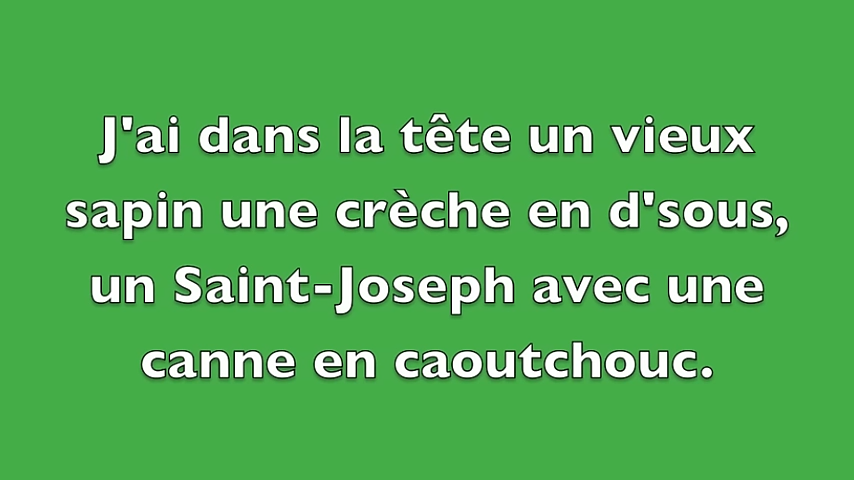 J'ai dans la tête un vieux
sapin une crèche en d'sous,
un Saint-Joseph avec une
canne en caoutchouc.